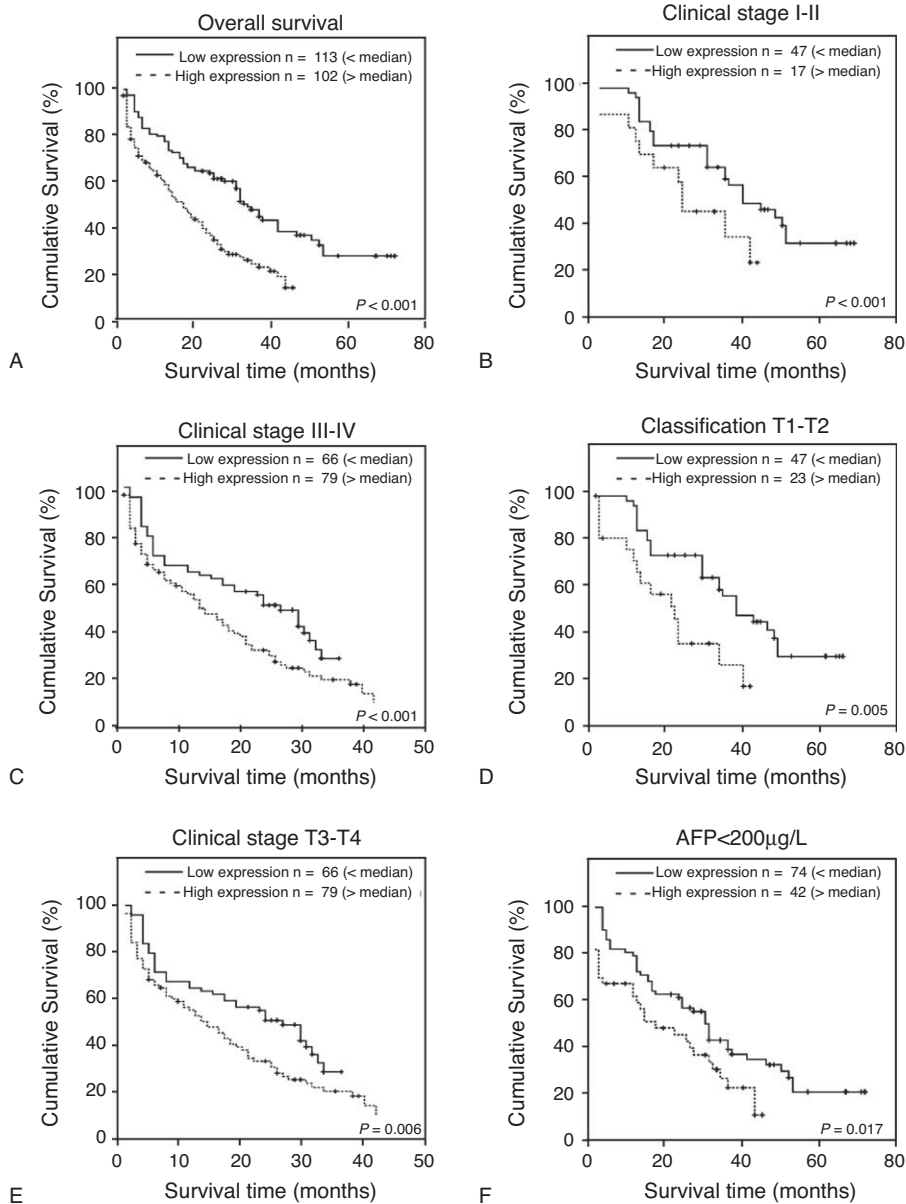 Overall survival
Low expression n = 113 (< median)
High expression n = 102 (> median)
100
80
60
40
20
0
Cumulative Survival (%)
P < 0.001
0 20 40 60 80
Survival time (months)
A
Clinical stage I-II
Low expression n = 47 (< median)
High expression n = 17 (> median)
100
80
60
40
20
0
Cumulative Survival (%)
P < 0.001
0 20 40 60 80
Survival time (months)
B
Clinical stage III-IV
Low expression n = 66 (< median)
High expression n = 79 (> median)
100
80
60
40
20
0
Cumulative Survival (%)
P < 0.001
0 10 20 30 40 50
Survival time (months)
C
Classification T1-T2
Low expression n = 47 (< median)
High expression n = 23 (> median)
100
80
60
40
20
0
Cumulative Survival (%)
P = 0.005
0 20 40 60 80
Survival time (months)
D
Clinical stage T3-T4
Low expression n = 66 (< median)
High expression n = 79 (> median)
100
80
60
40
20
0
Cumulative Survival (%)
P = 0.006
0 10 20 30 40 50
Survival time (months)
E
AFP<200μg/L
Low expression n = 74 (< median)
High expression n = 42 (> median)
100
80
60
40
20
0
Cumulative Survival (%)
P = 0.017
0 20 40 60 80
Survival time (months)
F